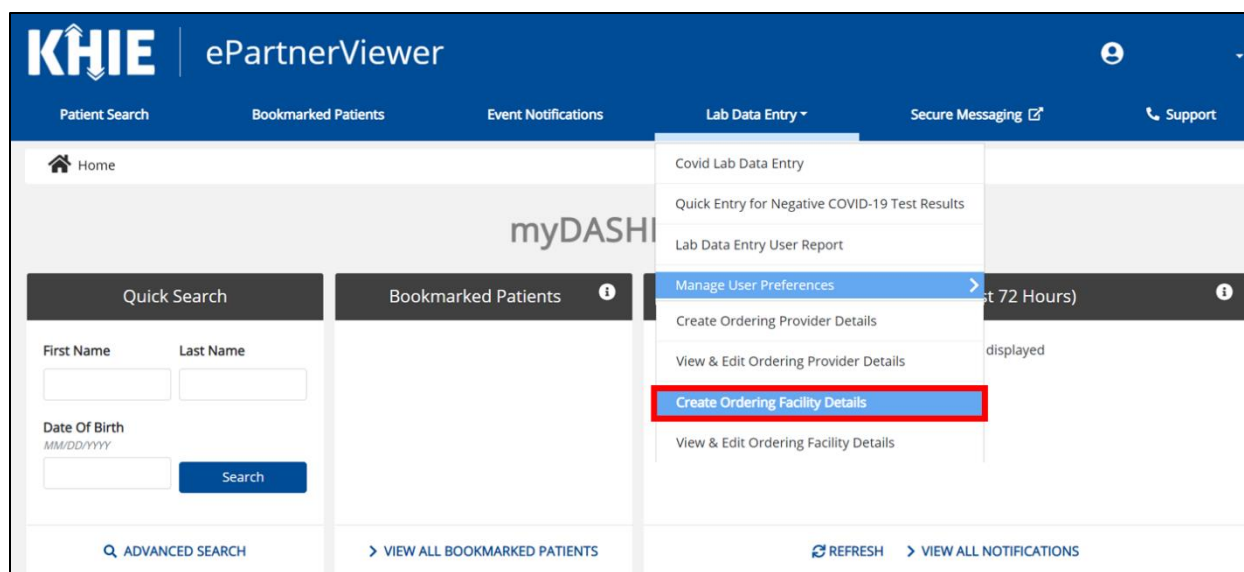 KHIE ePartnerViewer
Patient Search Bookmarked Patients Event Notifications Lab Data Entry Secure Messaging Support
Home
Covid Lab Data Entry
Quick Entry for Negative COVID-19 Test Results
myDASH
Lab Data Entry User Report
Quick Search Bookmarked Patients Manage User Preferences st 72 Hours)
Create Ordering Provider Details
First Name Last Name View & Edit Ordering Provider Details displayed
Create Ordering Facility Details
Date Of Birth
MM/DD/YYYY
View & Edit Ordering Facility Details
Search
ADVANCED SEARCH VIEW ALL BOOKMARKED PATIENTS REFRESH VIEW ALL NOTIFICATIONS